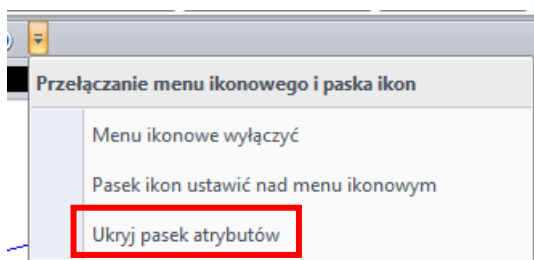 Przełączanie menu ikonowego i paska ikon
Menu ikonowe wyłączyć
Pasek ikon ustawić nad menu ikonowym
Ukryj pasek atrybutów